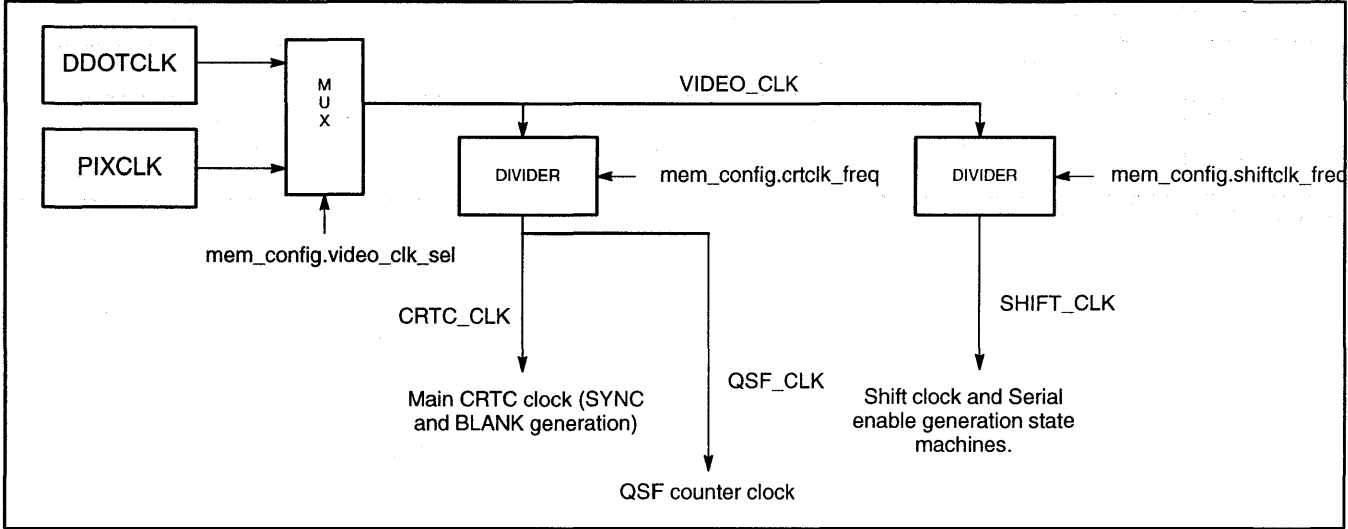 DDOTCLK
PIXCLK
M
U
X
VIDEO_CLK
DIVIDER
mem_config.crtclk_freq
DIVIDER
mem_config.shiftclk_freq
mem_config.video_clk_sel
CRTC_CLK
SHIFT_CLK
QSF_CLK
Main CRTC clock (SYNC
and BLANK generation)
Shift clock and Serial
enable generation state
machines.
QSF counter clock